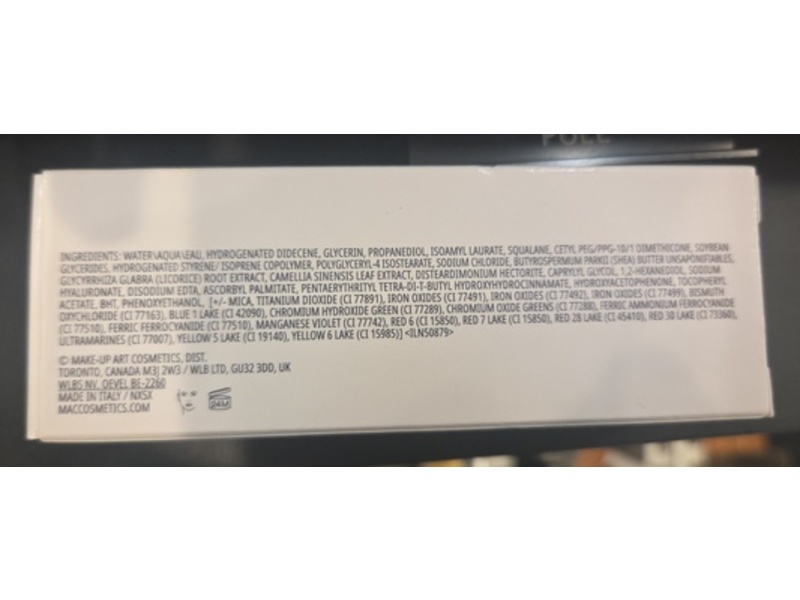 INGREDIENTS: WATER\AQUA\EAU, HYDROGENATED DIDECENE, GLYCERIN, PROPANEDIOL, ISOAMYL LAURATE, SQUALANE, CETYL PEG/PPG-10/1 DIMETHICONE, SOYBEAN
GLYCERIDES, HYDROGENATED STYRENE/ISOPRENE COPOLYMER, POLYGLYCERYL-4 ISOSTEARATE, SODIUM CHLORIDE, BUTYROSPERMUM PARKII (SHEA) BUTTER UNSAPONIFIABLES,
GLYCYRRHIZA GLABRA (LICORICE) ROOT EXTRACT, CAMELLIA SINENSIS LEAF EXTRACT, DISTEARDIMONIUM HECTORITE, CAPRYLYL GLYCOL, 1,2-HEXANEDIOL, SODIUM
HYALURONATE, DISODIUM EDTA, ASCORBYL PALMITATE, PENTAERYTHRITYL TETRA-DI-T-BUTYL HYDROXYHYDROCINNAMATE, HYDROXYACETOPHENONE, TOCOPHERYL
ACETATE, BHT, PHENOXYETHANOL, [+/- MICA, TITANIUM DIOXIDE (CI 77891), IRON OXIDES (CI 77491), IRON OXIDES (CI 77492), IRON OXIDES (CI 77499), BISMUTH
OXYCHLORIDE (CI 77163), BLUE 1 LAKE (CI 42090), CHROMIUM HYDROXIDE GREEN (CI 77289), CHROMIUM OXIDE GREENS (CI 77288), FERRIC AMMONIUM FERROCYANIDE
(CI 77510), FERRIC FERROCYANIDE (CI 77510), MANGANESE VIOLET (CI 77742), RED 6 (CI 15850), RED 7 LAKE (CI 15850), RED 28 LAKE (CI 45410), RED 30 LAKE (CI 73360),
ULTRAMARINES (CI 77007), YELLOW 5 LAKE (CI 19140), YELLOW 6 LAKE (CI 15985)] <ILN50879>
© MAKE-UP ART COSMETICS, DIST.
TORONTO, CANADA M3J 2W3 / WLB LTD, GU32 3DD, UK
WLBS NV. OEVEL BE-2260
MADE IN ITALY / NXSX
MACCOSMETICS.COM
24M